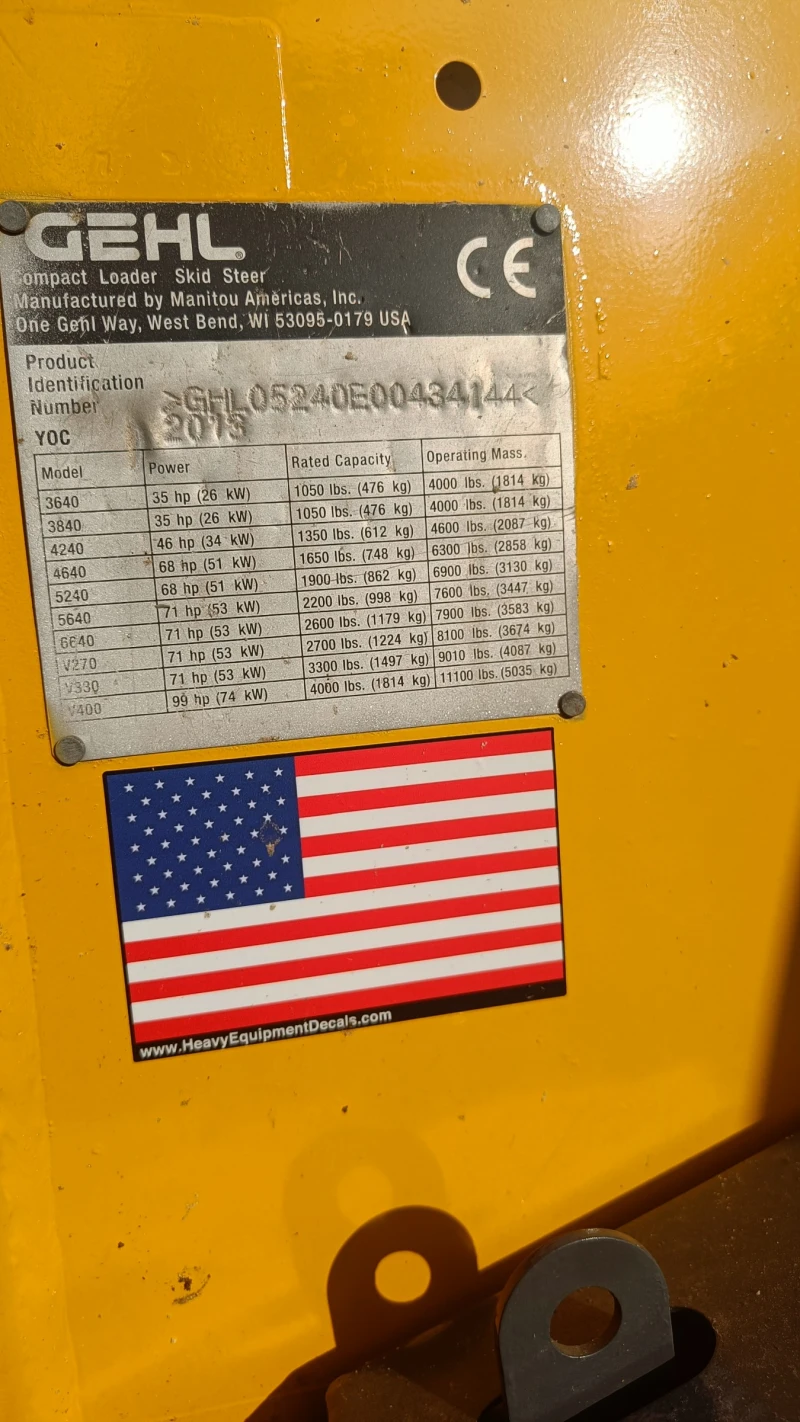 GEHL®
Compact Loader Skid Steer
Manufactured by Manitou Americas, Inc.
One Gehl Way, West Bend, WI 53095-0179 USA
CE
Product
Identification
Number
>GHL05240E00434144<
YOC 2013
Model Power Rated Capacity Operating Mass.
3640 35 hp (26 kW) 1050 lbs. (476 kg) 4000 lbs. (1814 kg)
3840 35 hp (26 kW) 1050 lbs. (476 kg) 4000 lbs. (1814 kg)
4240 46 hp (34 kW) 1350 lbs. (612 kg) 4600 lbs. (2087 kg)
4640 68 hp (51 kW) 1650 lbs. (748 kg) 6300 lbs. (2858 kg)
5240 68 hp (51 kW) 1900 lbs. (862 kg) 6900 lbs. (3130 kg)
5640 71 hp (53 kW) 2200 lbs. (998 kg) 7600 lbs. (3447 kg)
6640 71 hp (53 kW) 2600 lbs. (1179 kg) 7900 lbs. (3583 kg)
V270 71 hp (53 kW) 2700 lbs. (1224 kg) 8100 lbs. (3674 kg)
V330 71 hp (53 kW) 3300 lbs. (1497 kg) 9010 lbs. (4087 kg)
V400 99 hp (74 kW) 4000 lbs. (1814 kg) 11100 lbs. (5035 kg)
www.HeavyEquipmentDecals.com